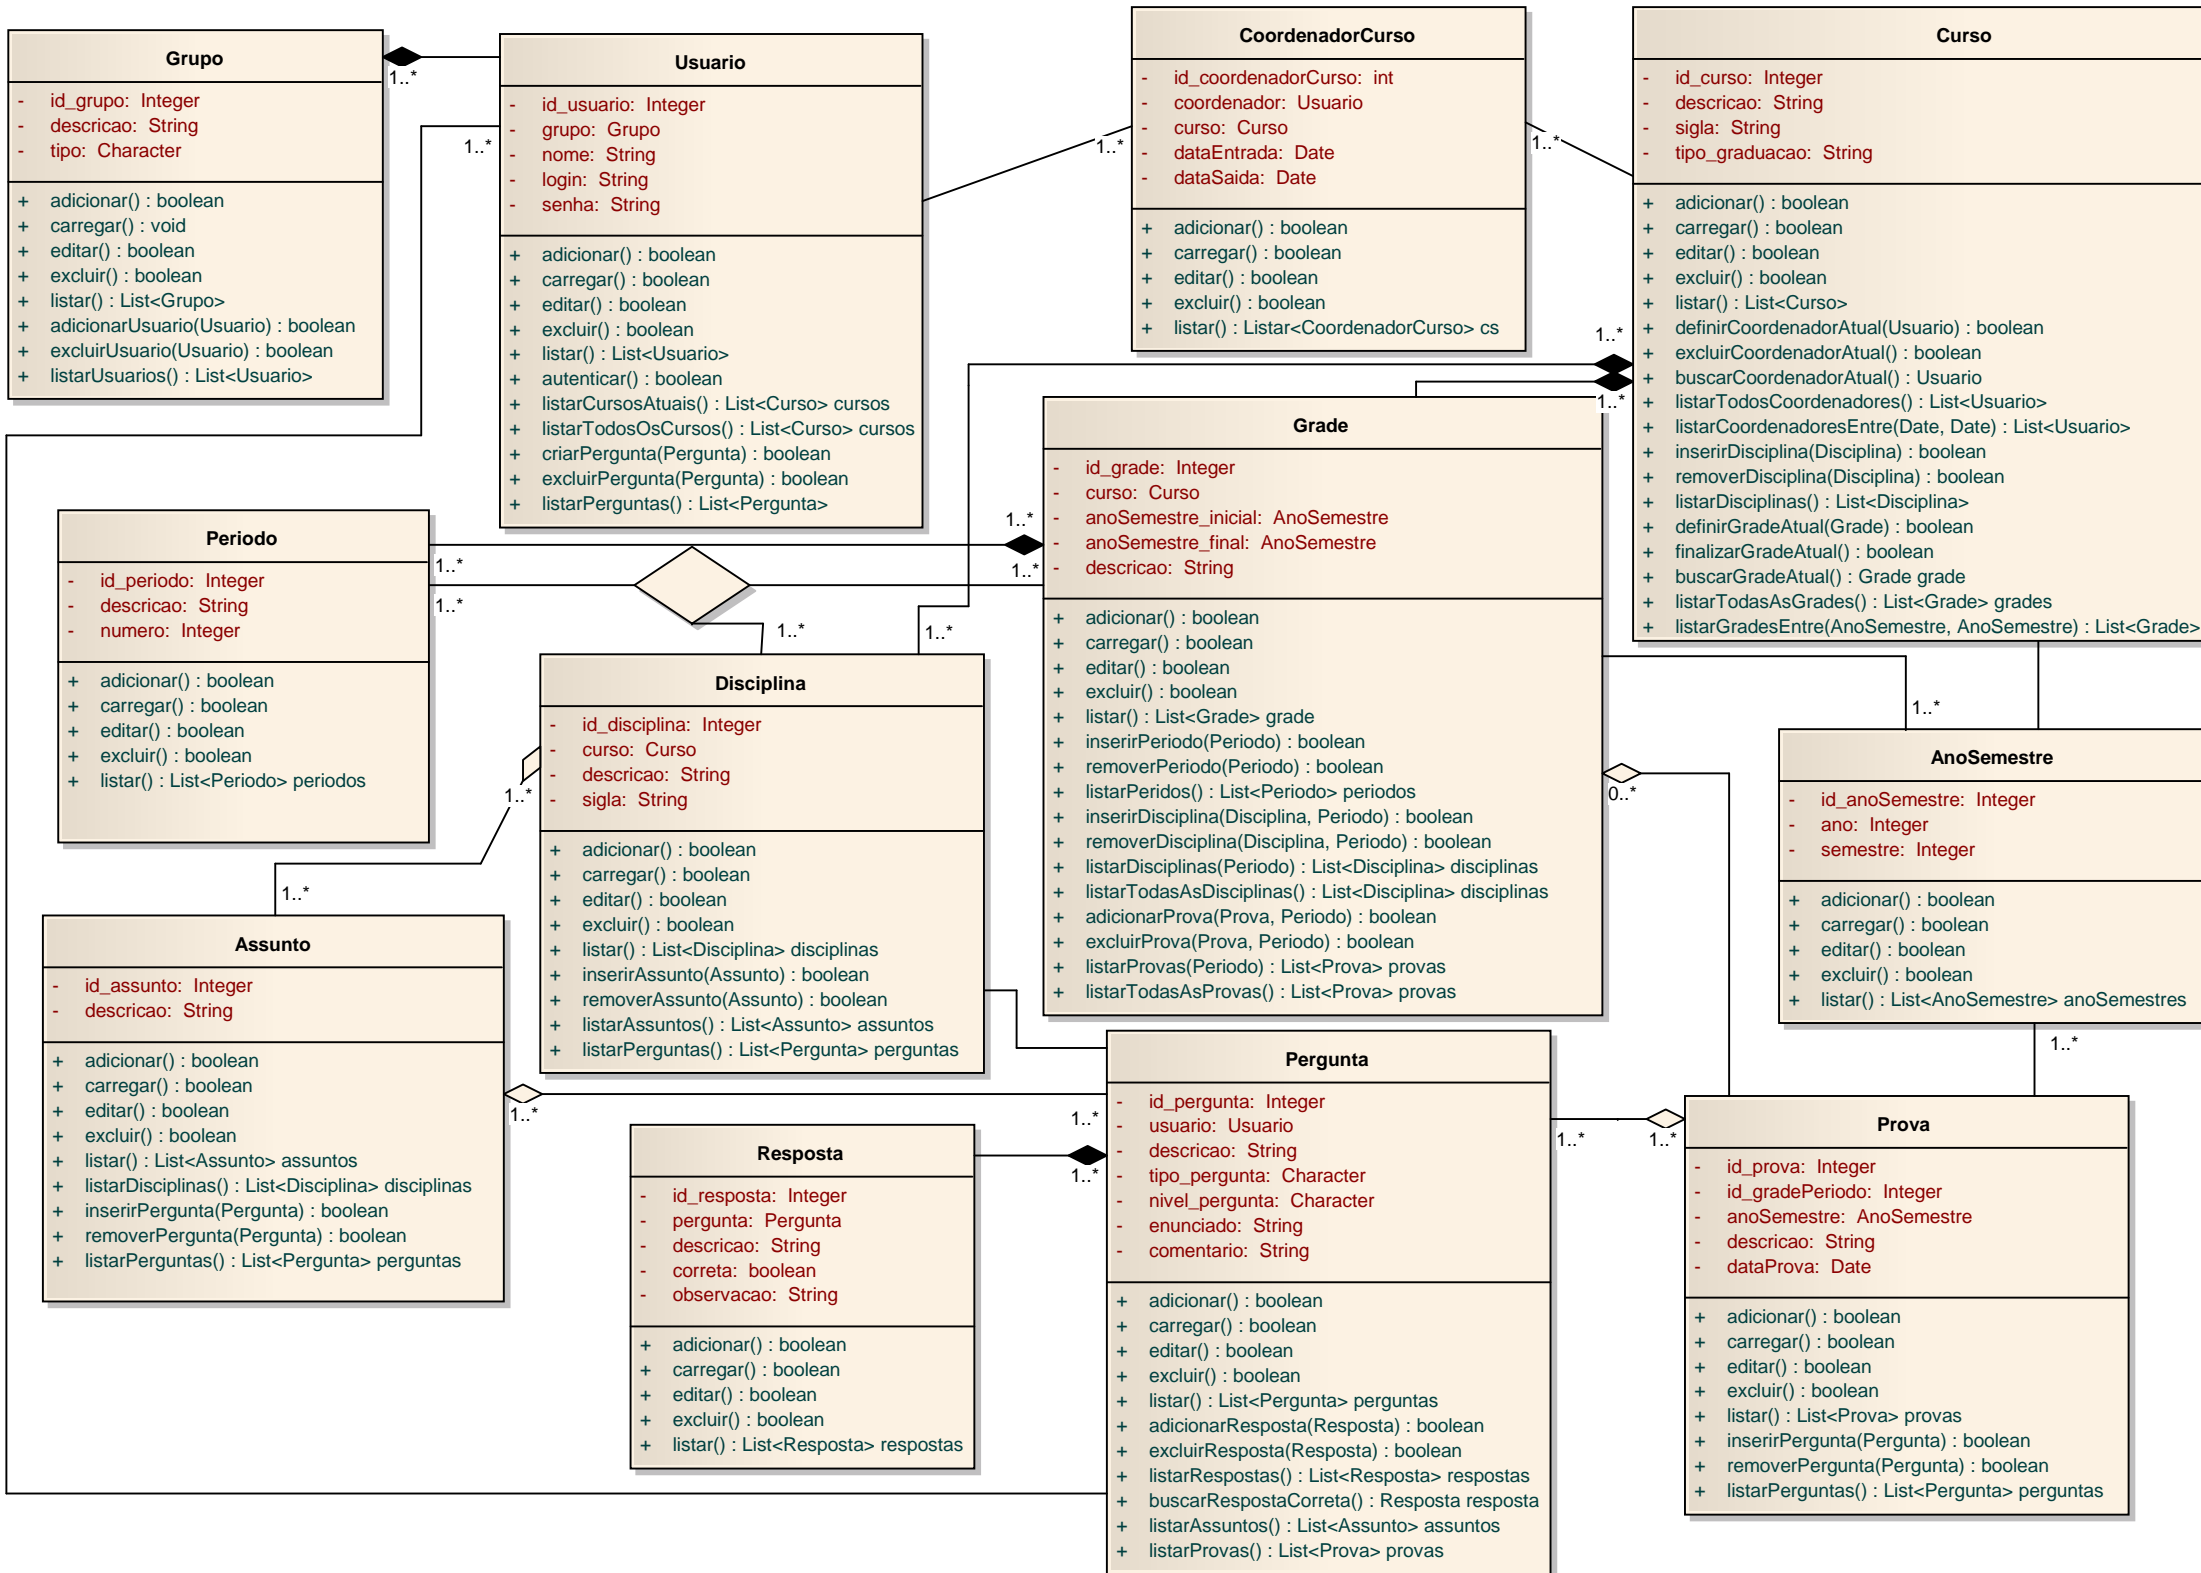 Grupo
- id_grupo: Integer
- descricao: String
- tipo: Character
+ adicionar() : boolean
+ carregar() : void
+ editar() : boolean
+ excluir() : boolean
+ listar() : List<Grupo>
+ adicionarUsuario(Usuario) : boolean
+ excluirUsuario(Usuario) : boolean
+ listarUsuarios() : List<Usuario>
1..*
Usuario
- id_usuario: Integer
- grupo: Grupo
- nome: String
- login: String
- senha: String
+ adicionar() : boolean
+ carregar() : boolean
+ editar() : boolean
+ excluir() : boolean
+ listar() : List<Usuario>
+ autenticar() : boolean
+ listarCursosAtuais() : List<Curso> cursos
+ listarTodosOsCursos() : List<Curso> cursos
+ criarPergunta(Pergunta) : boolean
+ excluirPergunta(Pergunta) : boolean
+ listarPerguntas() : List<Pergunta>
1..*
1..*
CoordenadorCurso
- id_coordenadorCurso: int
- coordenador: Usuario
- curso: Curso
- dataEntrada: Date
- dataSaida: Date
+ adicionar() : boolean
+ carregar() : boolean
+ editar() : boolean
+ excluir() : boolean
+ listar() : Listar<CoordenadorCurso> cs
1..*
Curso
- id_curso: Integer
- descricao: String
- sigla: String
- tipo_graduacao: String
+ adicionar() : boolean
+ carregar() : boolean
+ editar() : boolean
+ excluir() : boolean
+ listar() : List<Curso>
+ definirCoordenadorAtual(Usuario) : boolean
+ excluirCoordenadorAtual() : boolean
+ buscarCoordenadorAtual() : Usuario
+ listarTodosCoordenadores() : List<Usuario>
+ listarCoordenadoresEntre(Date, Date) : List<Usuario>
+ inserirDisciplina(Disciplina) : boolean
+ removerDisciplina(Disciplina) : boolean
+ listarDisciplinas() : List<Disciplina>
+ definirGradeAtual(Grade) : boolean
+ finalizarGradeAtual() : boolean
+ buscarGradeAtual() : Grade grade
+ listarTodasAsGrades() : List<Grade> grades
+ listarGradesEntre(AnoSemestre, AnoSemestre) : List<Grade>
1..*
1..*
Grade
- id_grade: Integer
- curso: Curso
- anoSemestre_inicial: AnoSemestre
- anoSemestre_final: AnoSemestre
- descricao: String
+ adicionar() : boolean
+ carregar() : boolean
+ editar() : boolean
+ excluir() : boolean
+ listar() : List<Grade> grade
+ inserirPeriodo(Periodo) : boolean
+ removerPeriodo(Periodo) : boolean
+ listarPeridos() : List<Periodo> periodos
+ inserirDisciplina(Disciplina, Periodo) : boolean
+ removerDisciplina(Disciplina, Periodo) : boolean
+ listarDisciplinas(Periodo) : List<Disciplina> disciplinas
+ listarTodasAsDisciplinas() : List<Disciplina> disciplinas
+ adicionarProva(Prova, Periodo) : boolean
+ excluirProva(Prova, Periodo) : boolean
+ listarProvas(Periodo) : List<Prova> provas
+ listarTodasAsProvas() : List<Prova> provas
1..*
1..*
0..*
Periodo
- id_periodo: Integer
- descricao: String
- numero: Integer
+ adicionar() : boolean
+ carregar() : boolean
+ editar() : boolean
+ excluir() : boolean
+ listar() : List<Periodo> periodos
1..*
1..*
Disciplina
- id_disciplina: Integer
- curso: Curso
- descricao: String
- sigla: String
+ adicionar() : boolean
+ carregar() : boolean
+ editar() : boolean
+ excluir() : boolean
+ listar() : List<Disciplina> disciplinas
+ inserirAssunto(Assunto) : boolean
+ removerAssunto(Assunto) : boolean
+ listarAssuntos() : List<Assunto> assuntos
+ listarPerguntas() : List<Pergunta> perguntas
1..*
1..*
1..*
AnoSemestre
- id_anoSemestre: Integer
- ano: Integer
- semestre: Integer
+ adicionar() : boolean
+ carregar() : boolean
+ editar() : boolean
+ excluir() : boolean
+ listar() : List<AnoSemestre> anoSemestres
1..*
1..*
Assunto
- id_assunto: Integer
- descricao: String
+ adicionar() : boolean
+ carregar() : boolean
+ editar() : boolean
+ excluir() : boolean
+ listar() : List<Assunto> assuntos
+ listarDisciplinas() : List<Disciplina> disciplinas
+ inserirPergunta(Pergunta) : boolean
+ removerPergunta(Pergunta) : boolean
+ listarPerguntas() : List<Pergunta> perguntas
1..*
1..*
Resposta
- id_resposta: Integer
- pergunta: Pergunta
- descricao: String
- correta: boolean
- observacao: String
+ adicionar() : boolean
+ carregar() : boolean
+ editar() : boolean
+ excluir() : boolean
+ listar() : List<Resposta> respostas
Pergunta
- id_pergunta: Integer
- usuario: Usuario
- descricao: String
- tipo_pergunta: Character
- nivel_pergunta: Character
- enunciado: String
- comentario: String
+ adicionar() : boolean
+ carregar() : boolean
+ editar() : boolean
+ excluir() : boolean
+ listar() : List<Pergunta> perguntas
+ adicionarResposta(Resposta) : boolean
+ excluirResposta(Resposta) : boolean
+ listarRespostas() : List<Resposta> respostas
+ buscarRespostaCorreta() : Resposta resposta
+ listarAssuntos() : List<Assunto> assuntos
+ listarProvas() : List<Prova> provas
1..*
1..*
1..*
1..*
Prova
- id_prova: Integer
- id_gradePeriodo: Integer
- anoSemestre: AnoSemestre
- descricao: String
- dataProva: Date
+ adicionar() : boolean
+ carregar() : boolean
+ editar() : boolean
+ excluir() : boolean
+ listar() : List<Prova> provas
+ inserirPergunta(Pergunta) : boolean
+ removerPergunta(Pergunta) : boolean
+ listarPerguntas() : List<Pergunta> perguntas